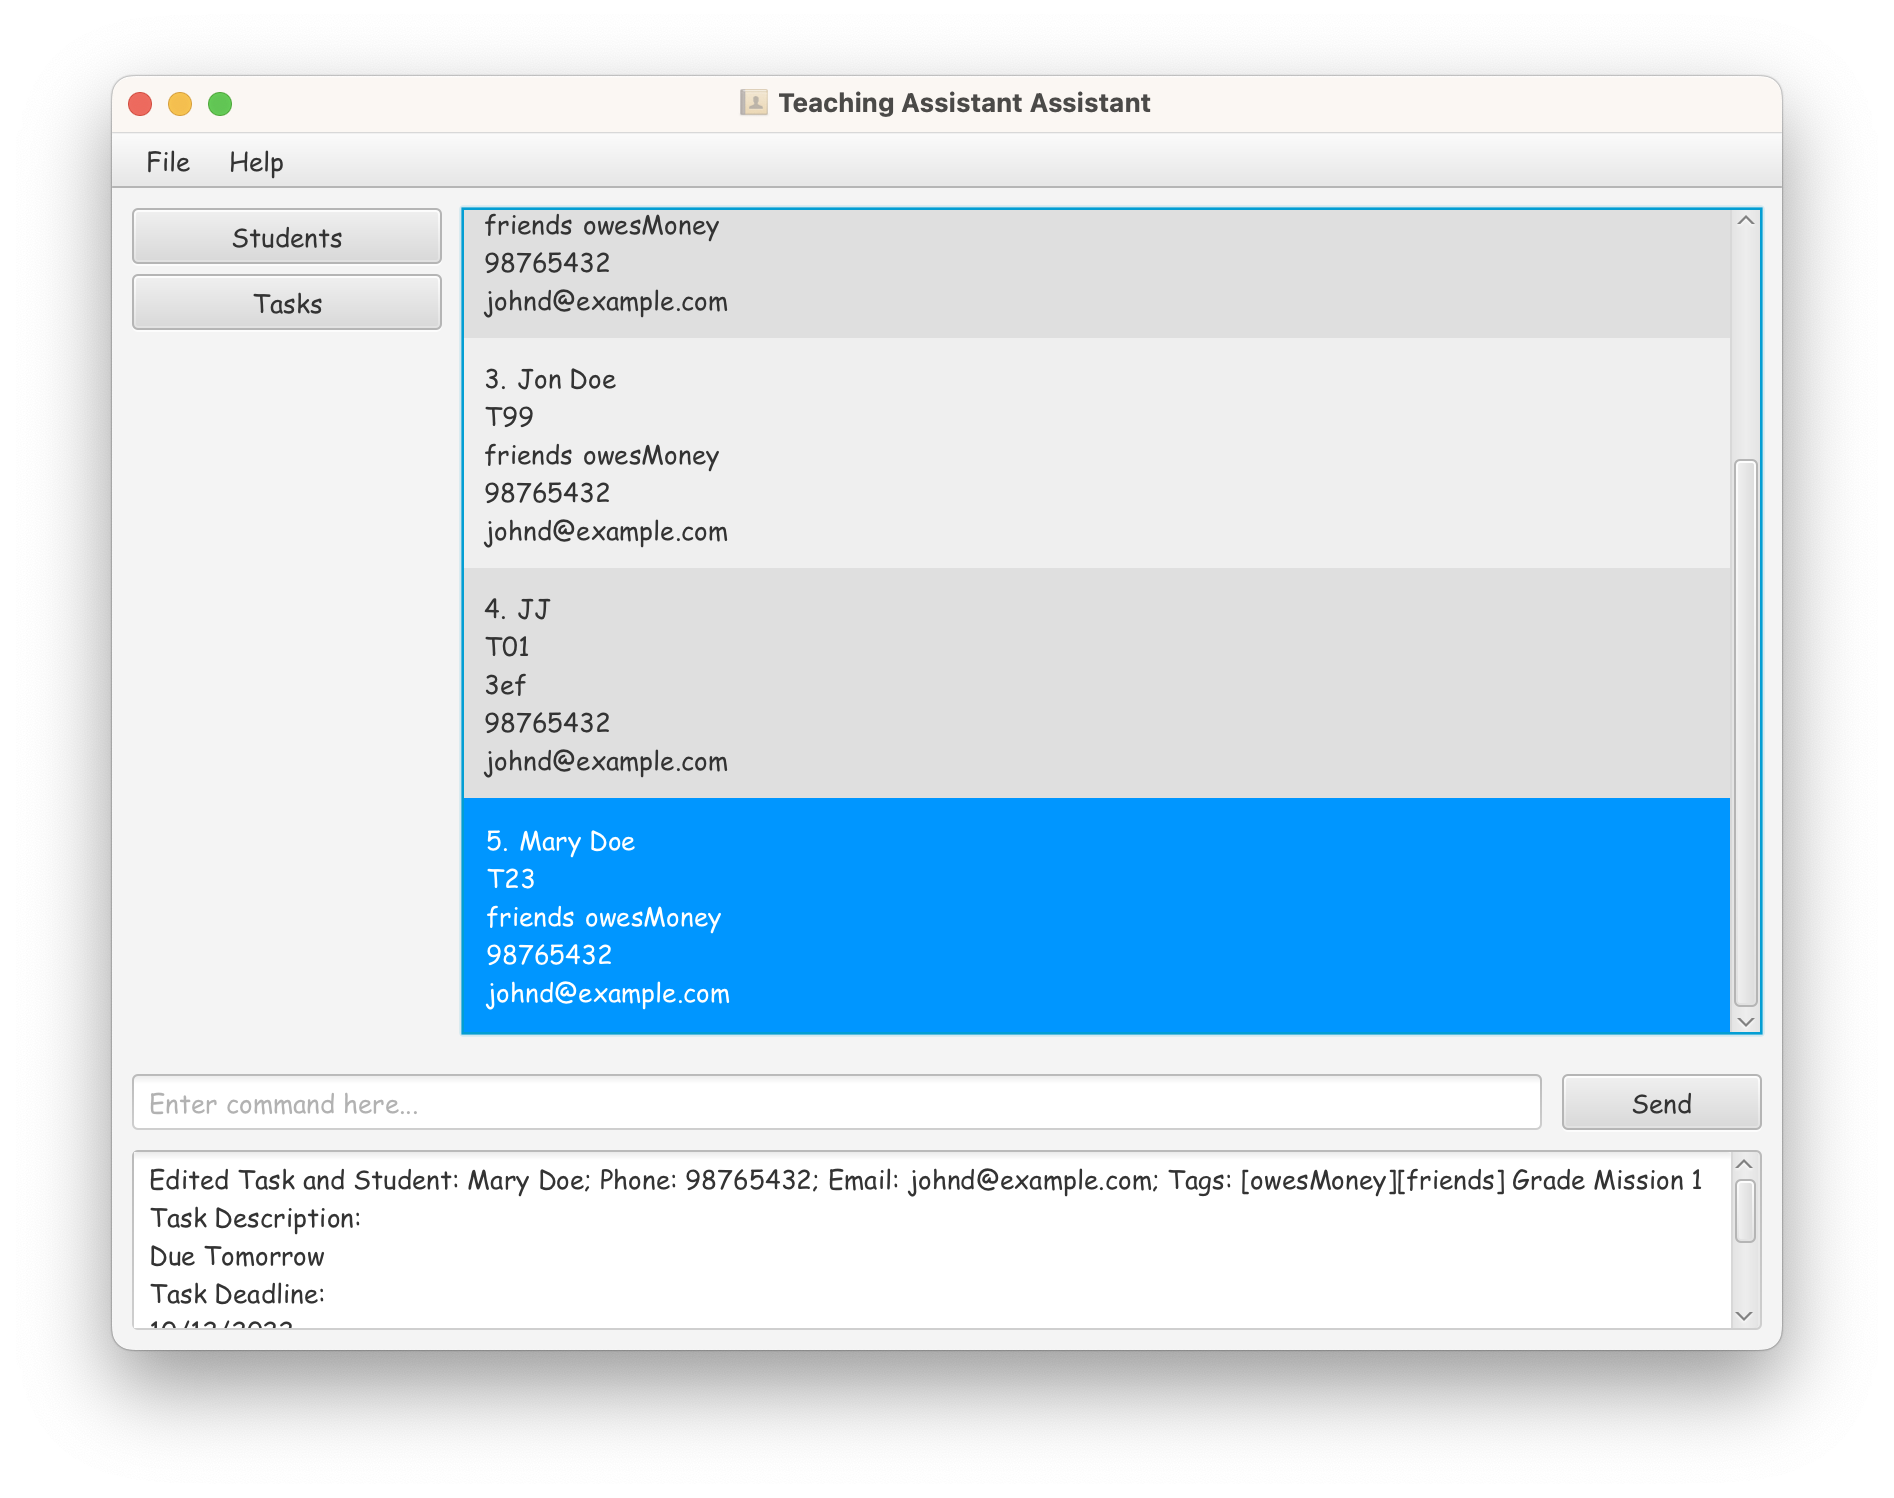 Teaching Assistant Assistant
File Help
Students
Tasks
friends owesMoney
98765432
johnd@example.com
3. Jon Doe
T99
friends owesMoney
98765432
johnd@example.com
4. JJ
T01
3ef
98765432
johnd@example.com
5. Mary Doe
T23
friends owesMoney
98765432
johnd@example.com
Enter command here...
Send
Edited Task and Student: Mary Doe; Phone: 98765432; Email: johnd@example.com; Tags: [owesMoney][friends] Grade Mission 1
Task Description:
Due Tomorrow
Task Deadline: